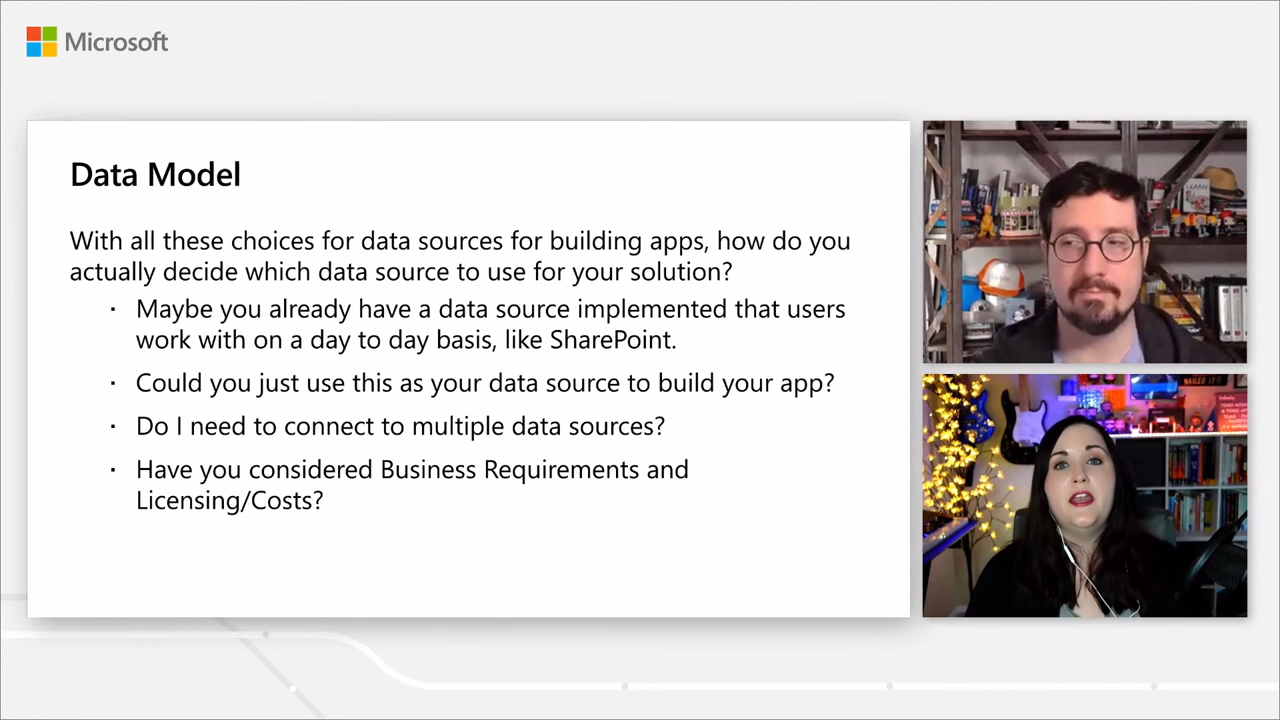 Microsoft
Data Model
With all these choices for data sources for building apps, how do you
actually decide which data source to use for your solution?
· Maybe you already have a data source implemented that users
work with on a day to day basis, like SharePoint.
· Could you just use this as your data source to build your app?
· Do I need to connect to multiple data sources?
· Have you considered Business Requirements and
Licensing/Costs?